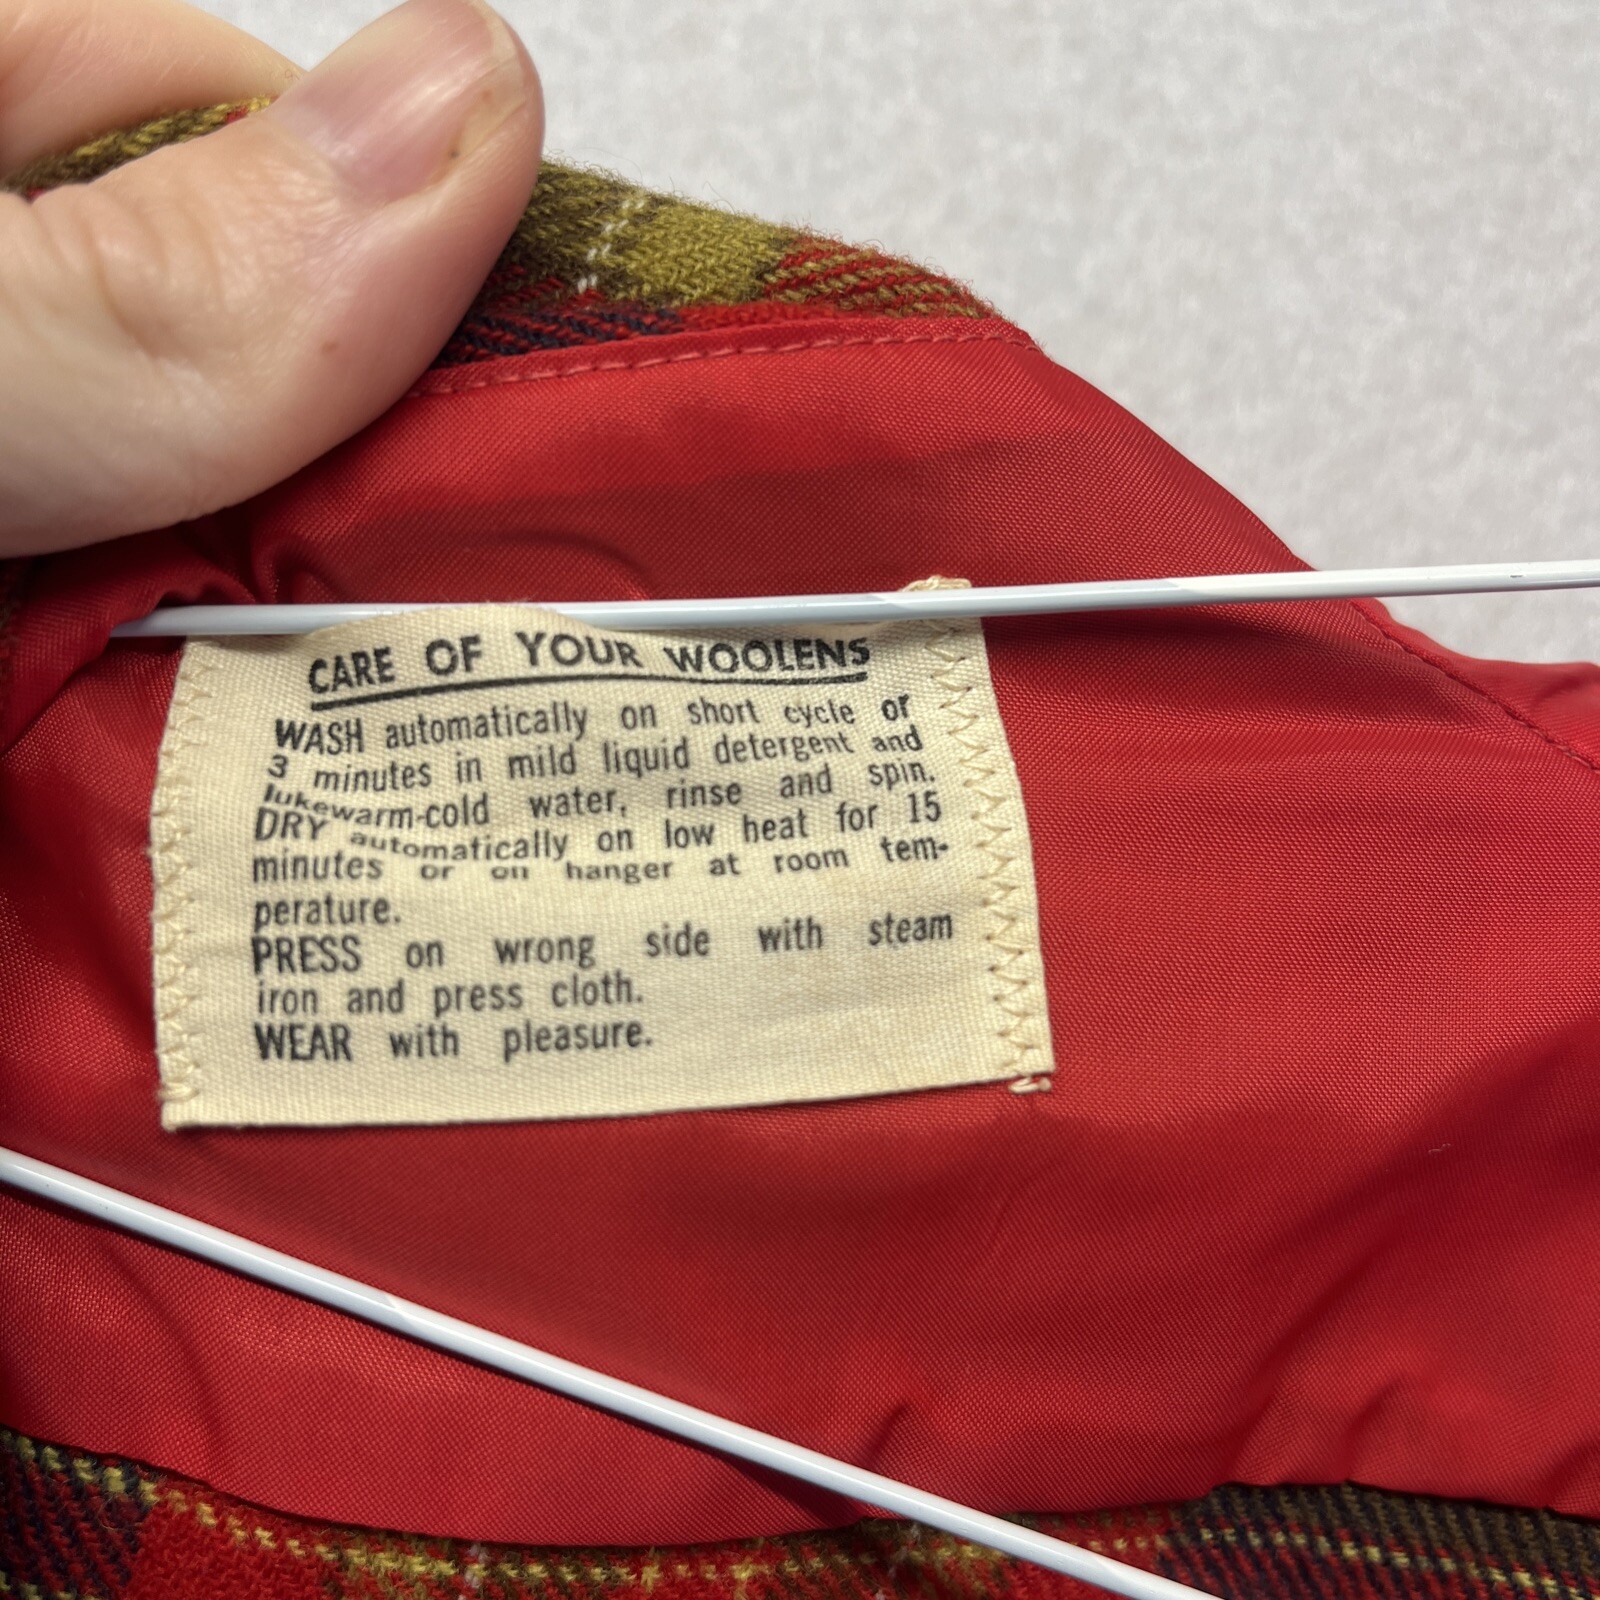 CARE OF YOUR WOOLENS
WASH automatically on short cycle or
3 minutes in mild liquid detergent and
lukewarm-cold water, rinse and spin.
DRY automatically on low heat for 15
minutes or on hanger at room tem-
perature.
PRESS on wrong side with steam
iron and press cloth.
WEAR with pleasure.